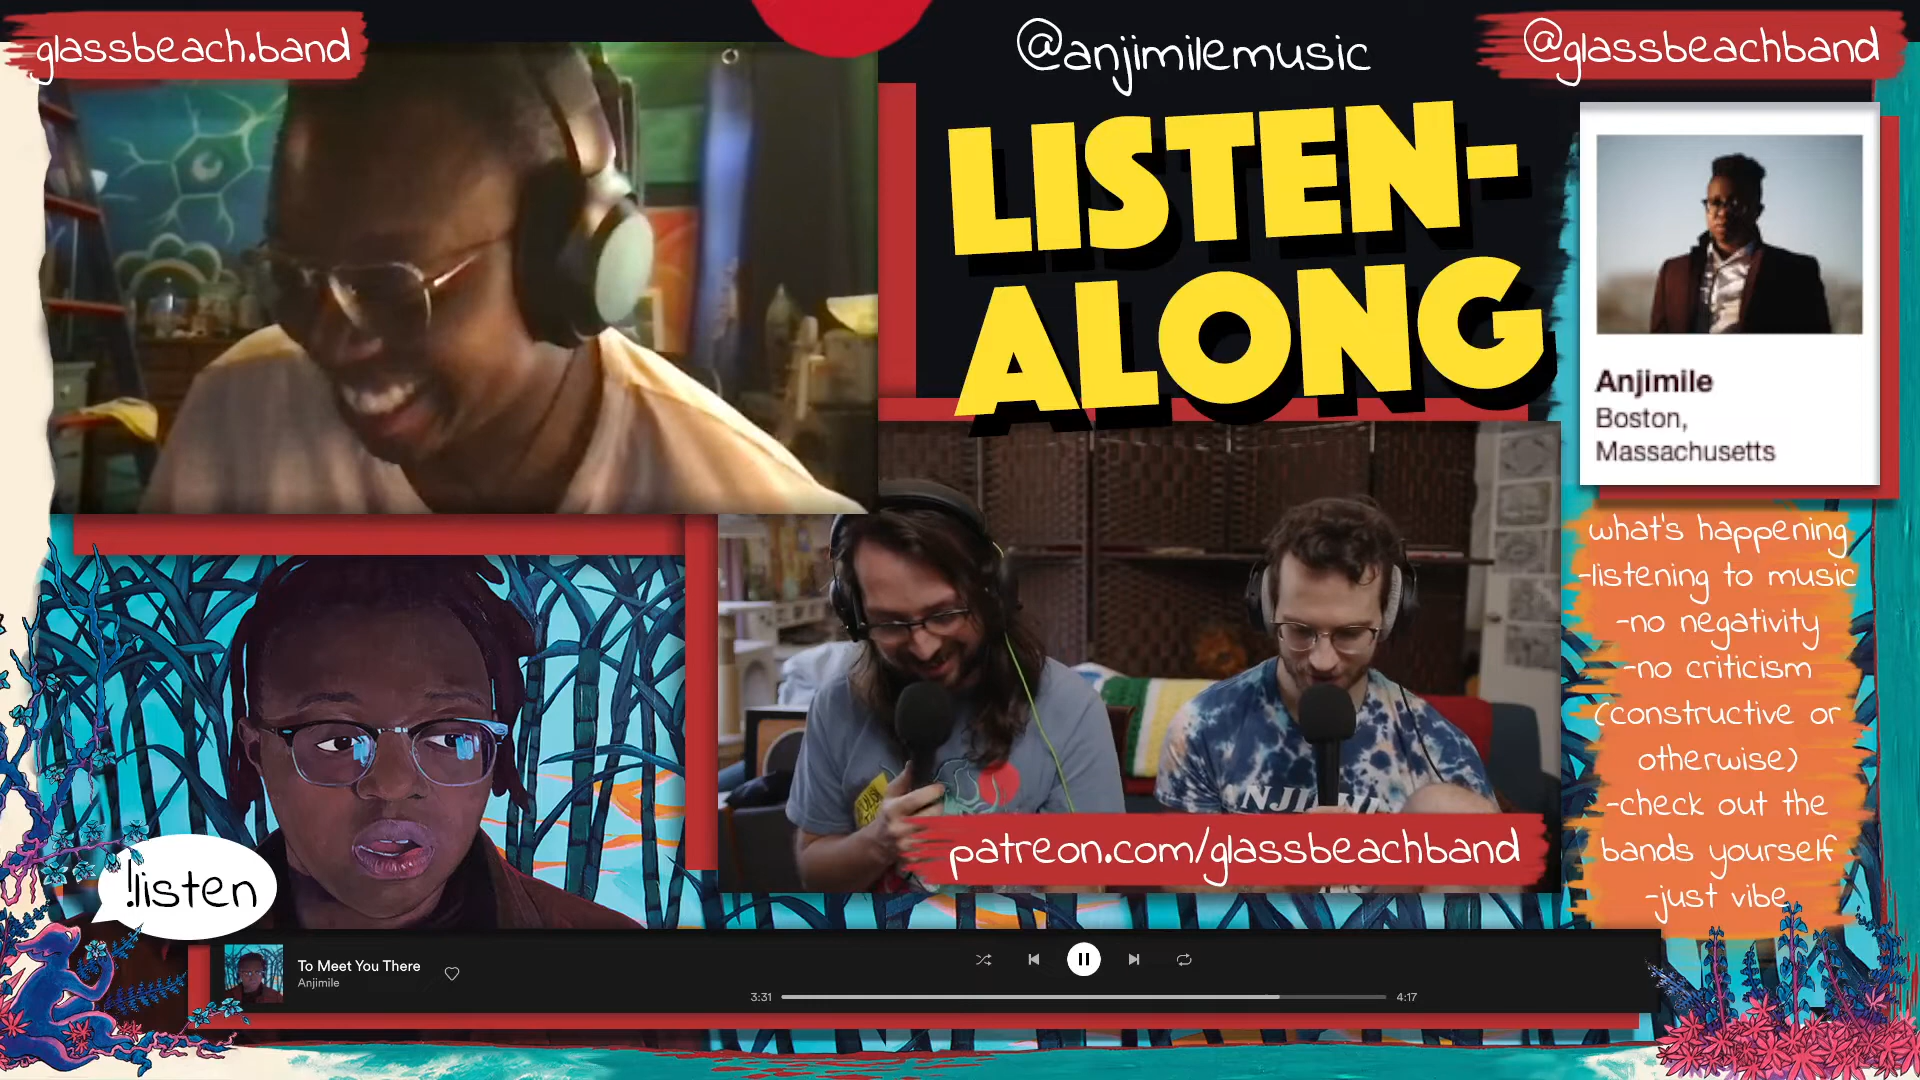 glassbeach.band
@anjimilemusic
@glassbeachband
LISTEN-
ALONG
Anjimile
Boston,
Massachusetts
what's happening
-listening to music
-no negativity
-no criticism
(constructive or
otherwise)
-check out the
bands yourself
-just vibe
patreon.com/glassbeachband
!listen
To Meet You There
Anjimile
3:31
4:17